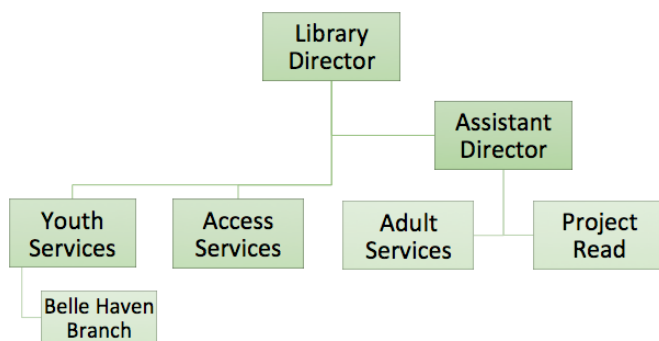 Library
Director
Assistant
Director
Youth
Services
Access
Services
Adult
Services
Project
Read
Belle Haven
Branch